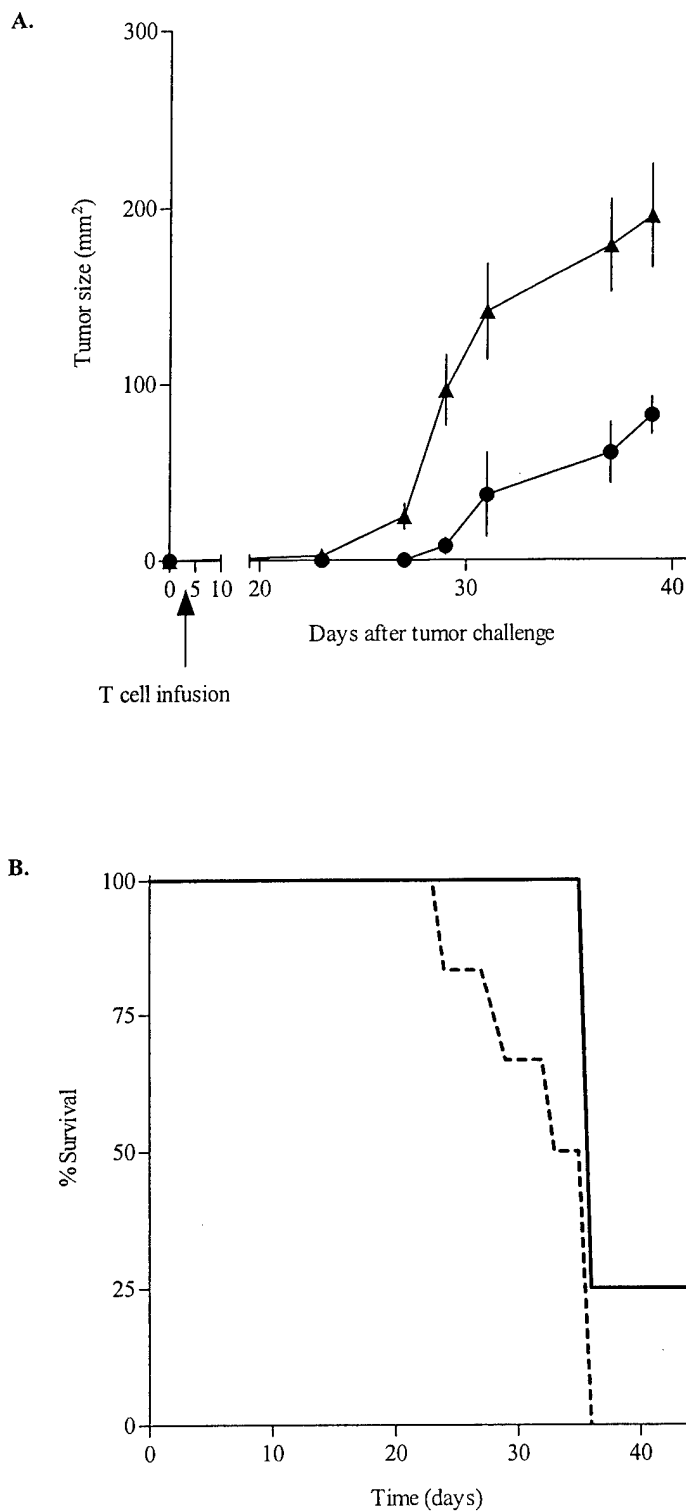 A.
300
200
100
0
Tumor size (mm²)
0 5 10 20 30 40
Days after tumor challenge
T cell infusion
B.
100
75
50
25
0
% Survival
0 10 20 30 40
Time (days)